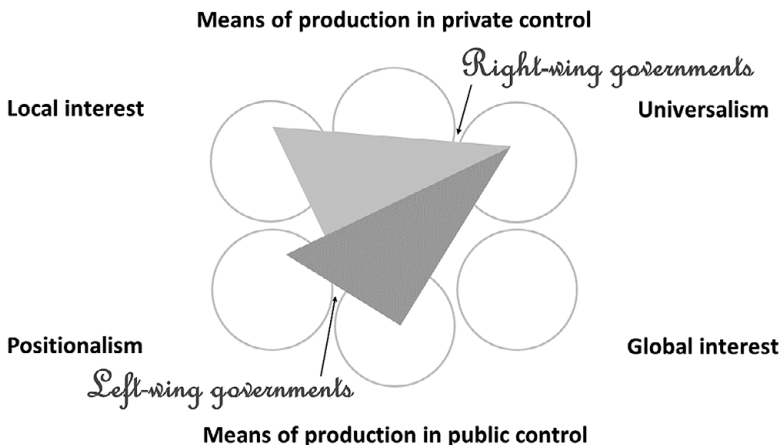 Means of production in private control
Right-wing governments
Local interest
Universalism
Positionalism
Global interest
Left-wing governments
Means of production in public control